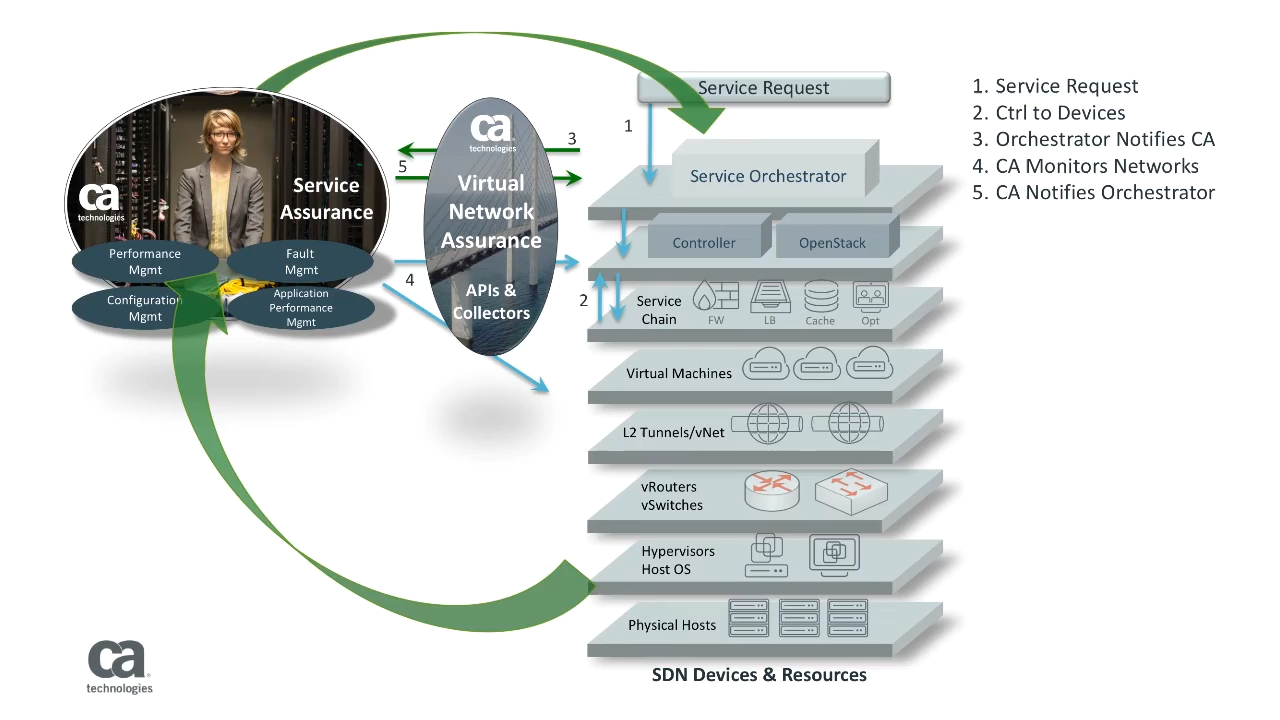 Service Request
1. Service Request
2. Ctrl to Devices
3. Orchestrator Notifies CA
4. CA Monitors Networks
5. CA Notifies Orchestrator
1
3
5
4
2
ca
technologies
Service
Assurance
Performance
Mgmt
Fault
Mgmt
Configuration
Mgmt
Application
Performance
Mgmt
ca
technologies
Virtual
Network
Assurance
APIs &
Collectors
Service Orchestrator
Controller
OpenStack
Service
Chain
FW
LB
Cache
Opt
Virtual Machines
L2 Tunnels/vNet
vRouters
vSwitches
Hypervisors
Host OS
Physical Hosts
SDN Devices & Resources
ca
technologies